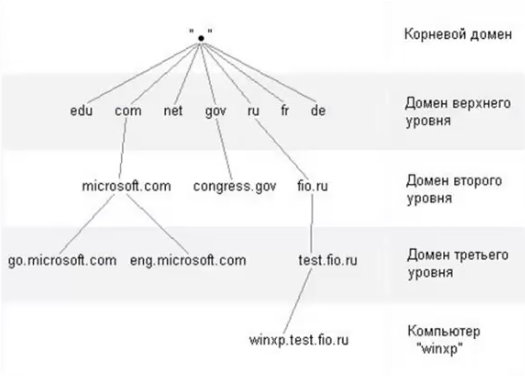 "." Корневой домен
edu com net gov ru fr de Домен верхнего
уровня
microsoft.com congress.gov fio.ru Домен второго
уровня
go.microsoft.com eng.microsoft.com test.fio.ru Домен третьего
уровня
winxp.test.fio.ru Компьютер
"winxp"